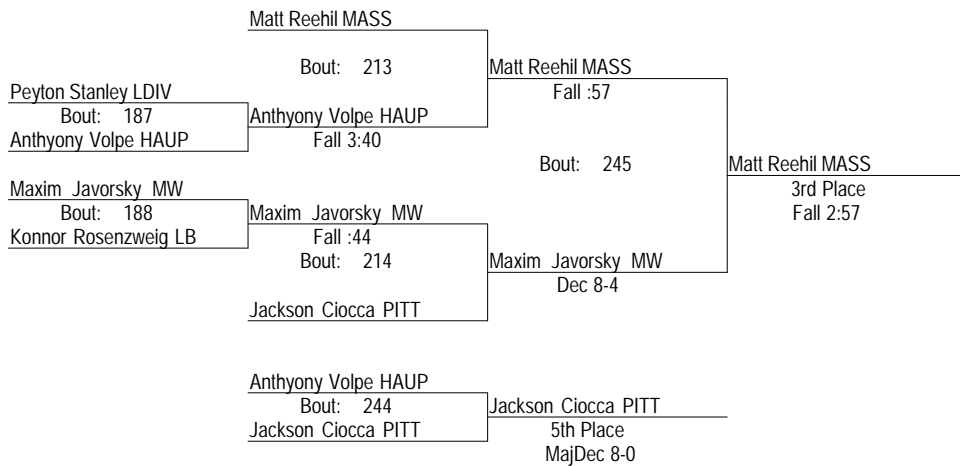 Matt Reehil MASS
Bout: 213
Matt Reehil MASS
Fall :57
Peyton Stanley LDIV
Bout: 187
Anthyony Volpe HAUP
Anthyony Volpe HAUP
Fall 3:40
Bout: 245
Matt Reehil MASS
3rd Place
Fall 2:57
Maxim Javorsky MW
Bout: 188
Konnor Rosenzweig LB
Maxim Javorsky MW
Fall :44
Bout: 214
Maxim Javorsky MW
Dec 8-4
Jackson Ciocca PITT
Anthyony Volpe HAUP
Bout: 244
Jackson Ciocca PITT
Jackson Ciocca PITT
5th Place
MajDec 8-0